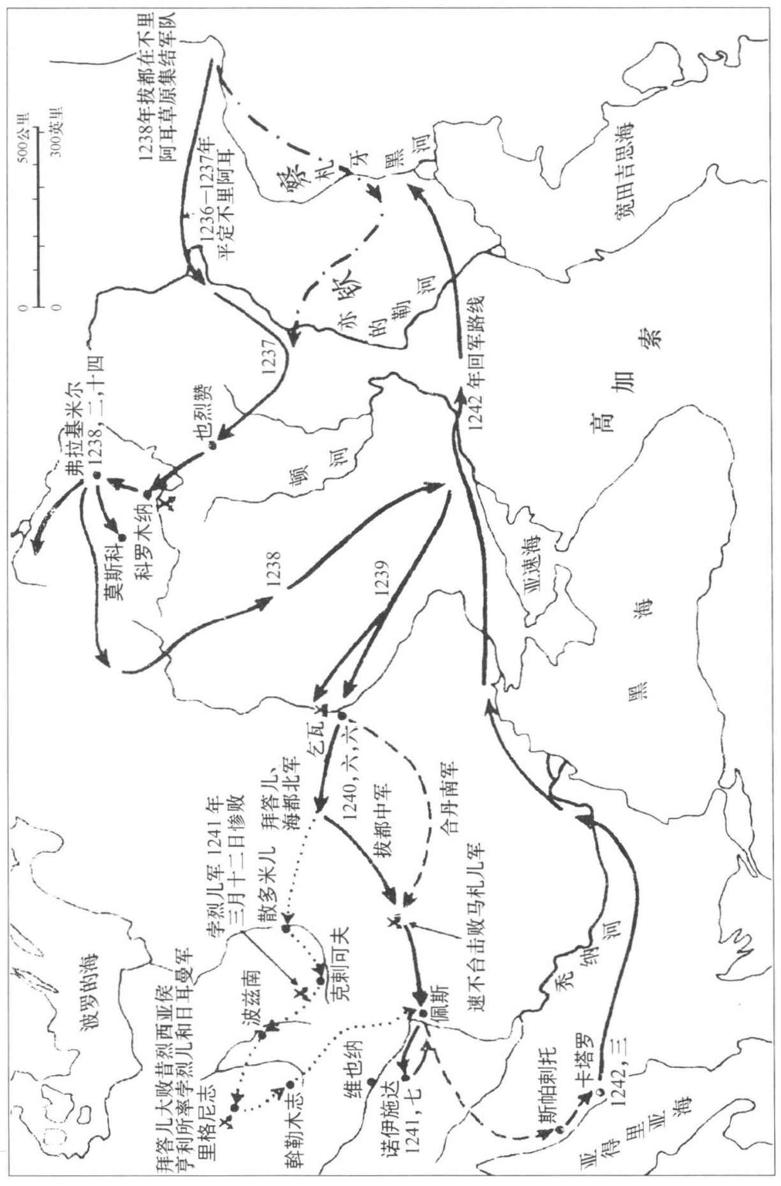 500公里
300英里
0
0
1238年拔都在不里
阿耳草原集结军队
1236-1237年
平定不里阿耳
札牙黑河
亦的勒河
宽田吉思海
1237
也烈赞
弗拉基米尔
1238,二,十四
莫斯科
科罗木纳
顿河
1238
1239
1242年回军路线
高加索
亚速海
黑海
乞瓦
1240,六,六
拜答儿、
海都北军
拔都中军
合丹南军
孛烈儿军1241年
三月十二日惨败
散多米儿
克剌可夫
速不台击败马札儿军
波罗的海
波兹南
拜答儿大败昔烈西亚侯
亨利所率孛烈儿和日耳曼军
里格尼志
斡勒木志
维也纳
诺伊施达
1241,七
佩斯
秃纳河
斯帕剌托
卡塔罗
1242,三
亚得里亚海